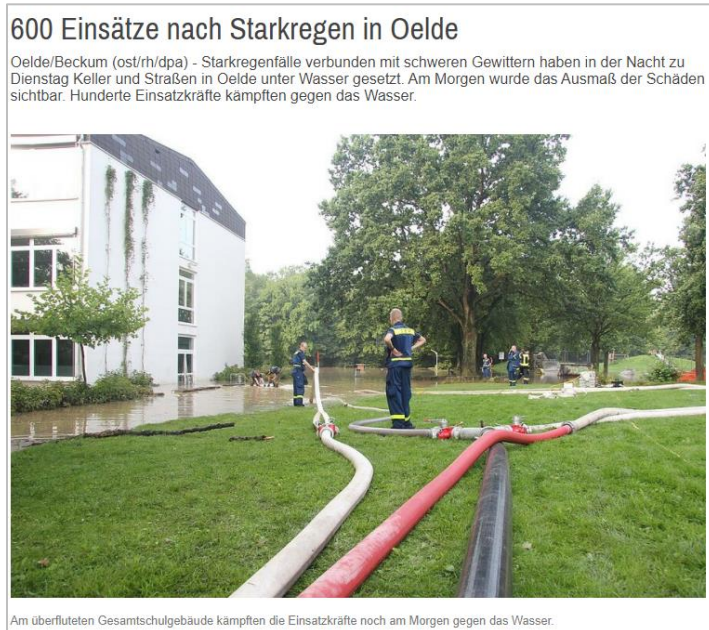 600 Einsätze nach Starkregen in Oelde
Oelde/Beckum (ost/rh/dpa) - Starkregenfälle verbunden mit schweren Gewittern haben in der Nacht zu
Dienstag Keller und Straßen in Oelde unter Wasser gesetzt. Am Morgen wurde das Ausmaß der Schäden
sichtbar. Hunderte Einsatzkräfte kämpften gegen das Wasser.
Am überfluteten Gesamtschulgebäude kämpften die Einsatzkräfte noch am Morgen gegen das Wasser.